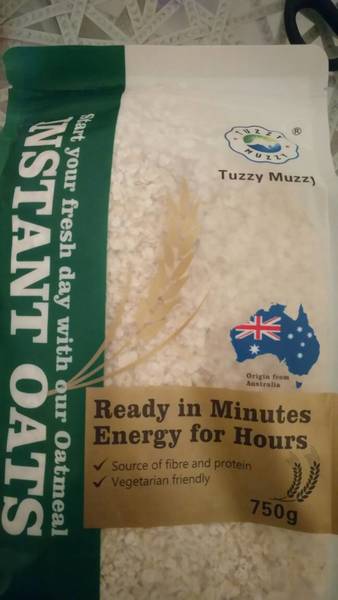 TUZZY
MUZZY
®
Tuzzy Muzzy
Start your fresh day with our Oatmeal
INSTANT OATS
Origin from
Australia
Ready in Minutes
Energy for Hours
Source of fibre and protein
Vegetarian friendly
750g